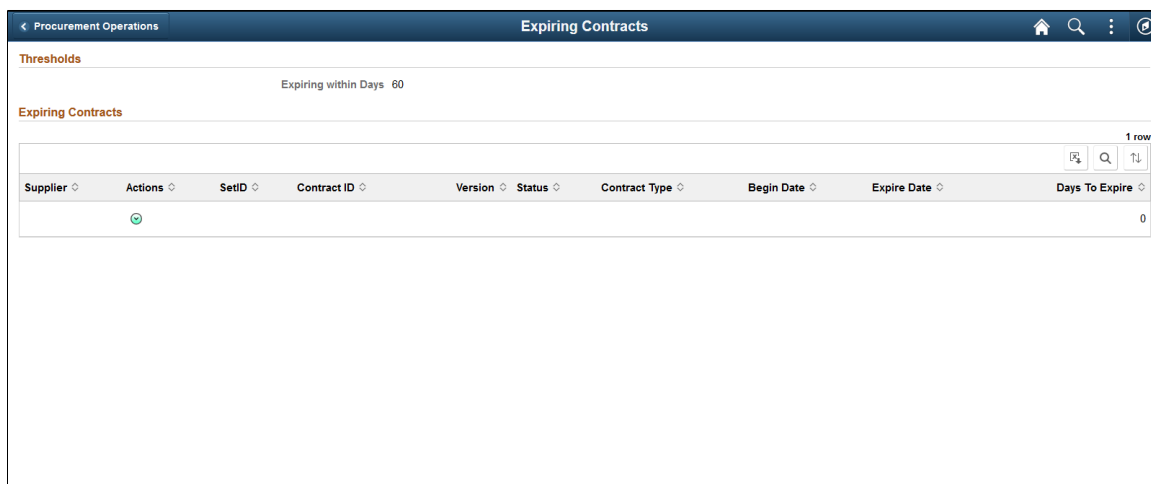 Procurement Operations Expiring Contracts
Thresholds
Expiring within Days 60
Expiring Contracts
1 row
Supplier Actions SetID Contract ID Version Status Contract Type Begin Date Expire Date Days To Expire
0